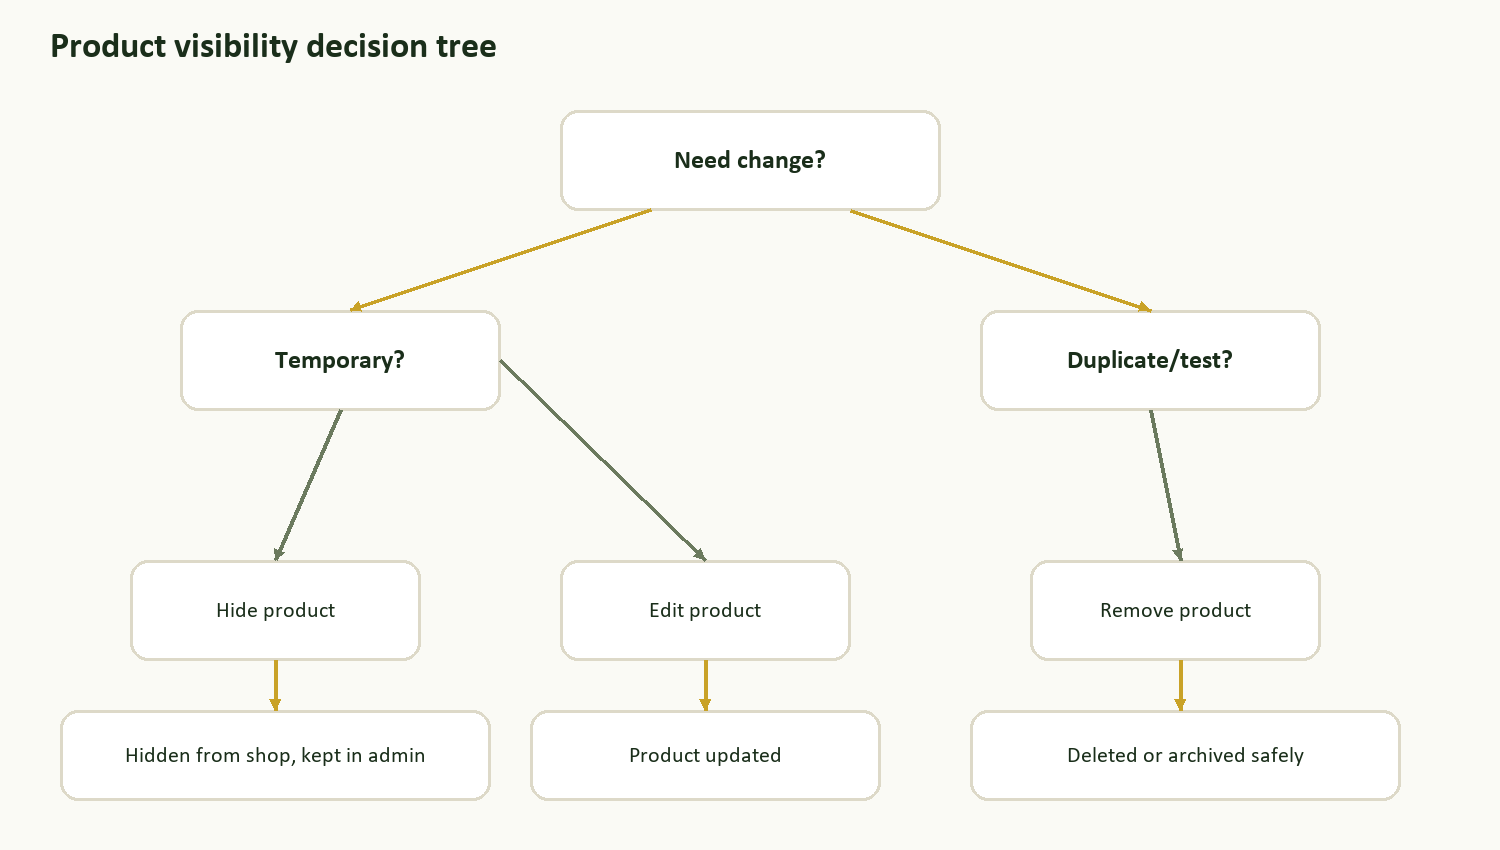 Product visibility decision tree
Need change?
Temporary?
Duplicate/test?
Hide product
Edit product
Remove product
Hidden from shop, kept in admin
Product updated
Deleted or archived safely